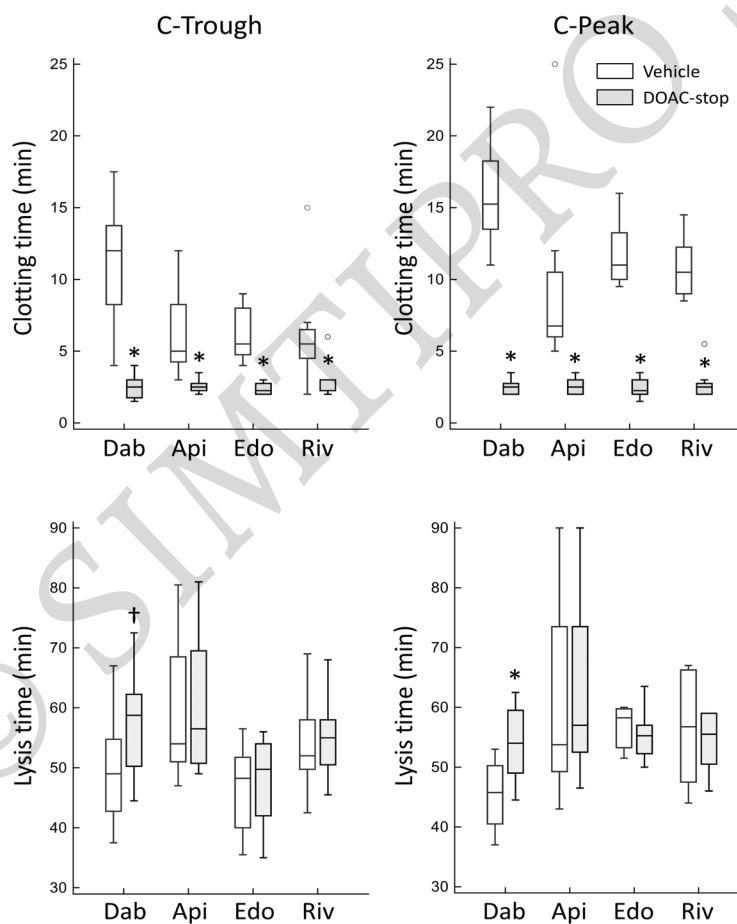 C-Trough
C-Peak
Clotting time (min)
25
20
15
10
5
0
*
*
*
*
Dab Api Edo Riv
Clotting time (min)
25
20
15
10
5
0
Vehicle
DOAC-stop
*
*
*
*
Dab Api Edo Riv
Lysis time (min)
90
80
70
60
50
40
30
†
Dab Api Edo Riv
Lysis time (min)
90
80
70
60
50
40
30
*
Dab Api Edo Riv
© SIMTIPRO